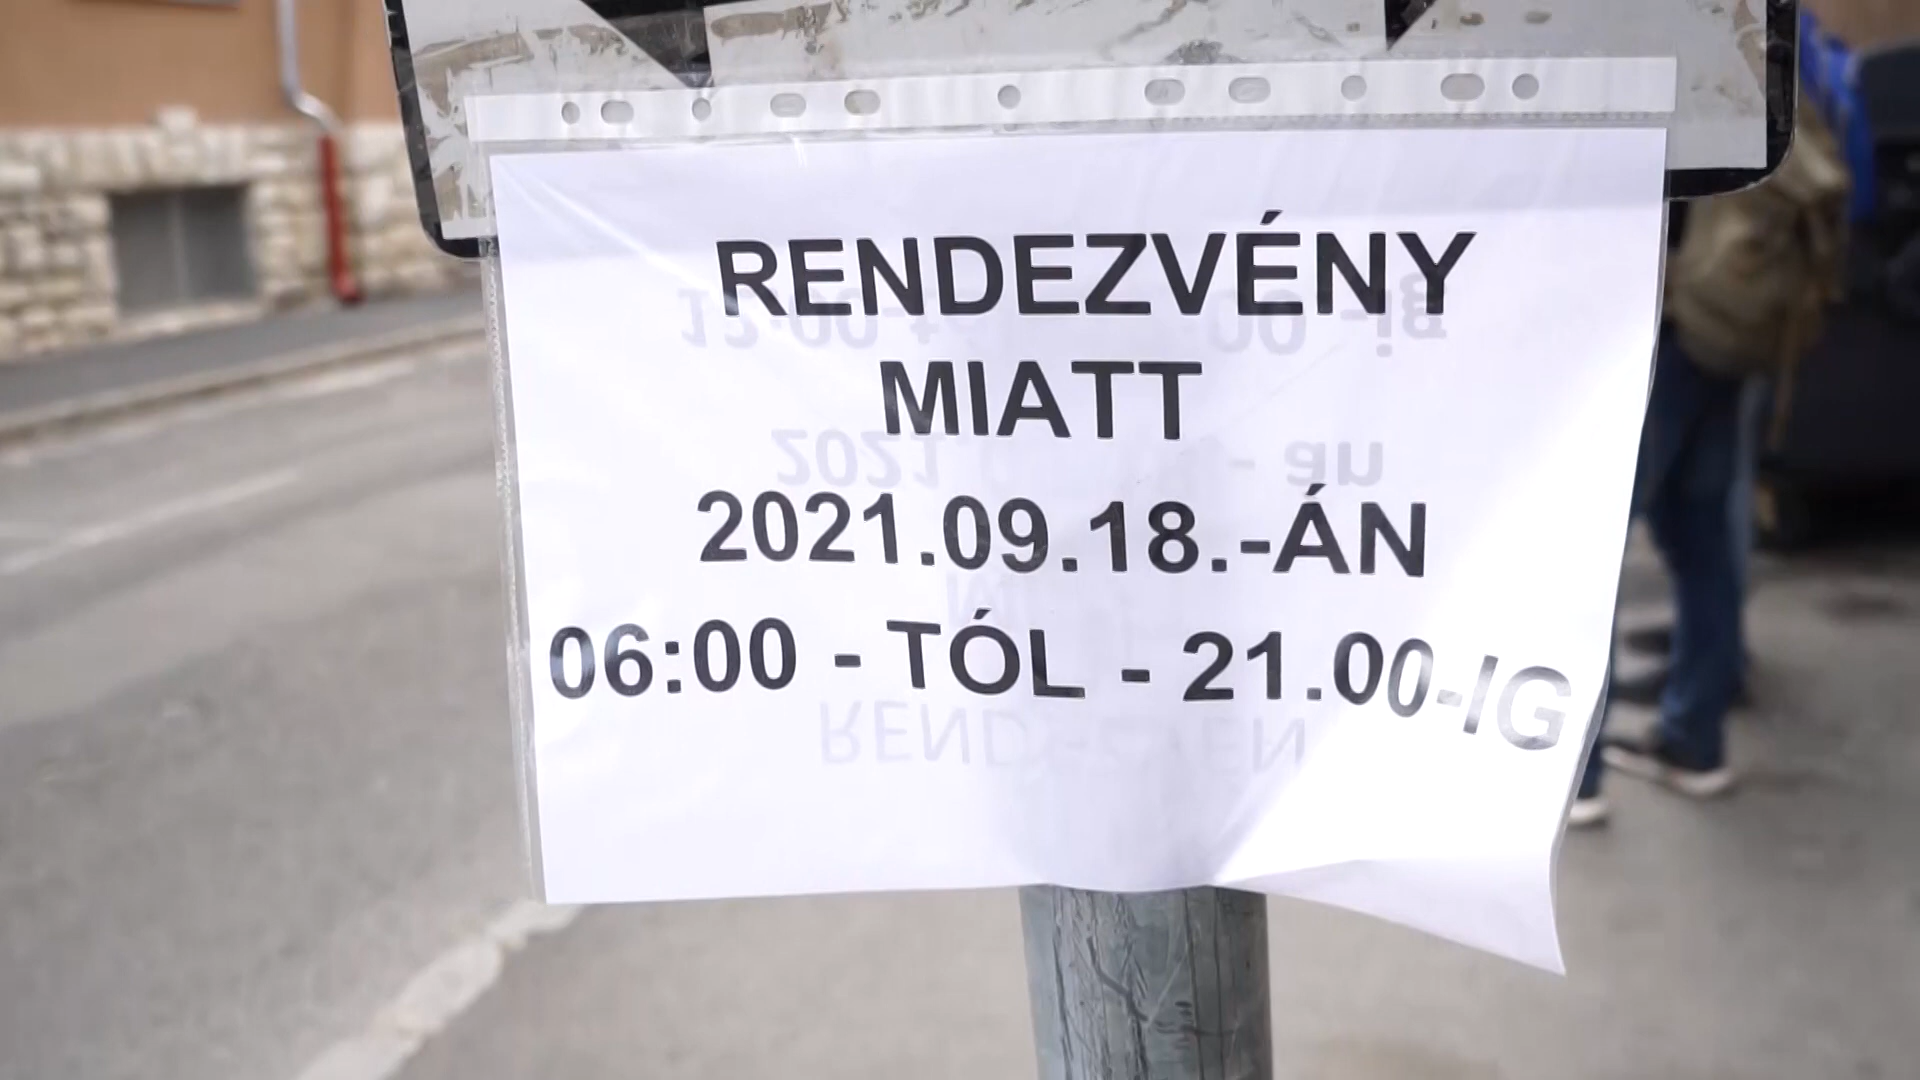 RENDEZVÉNY
MIATT
2021.09.18.-ÁN
06:00 - TÓL - 21.00-IG